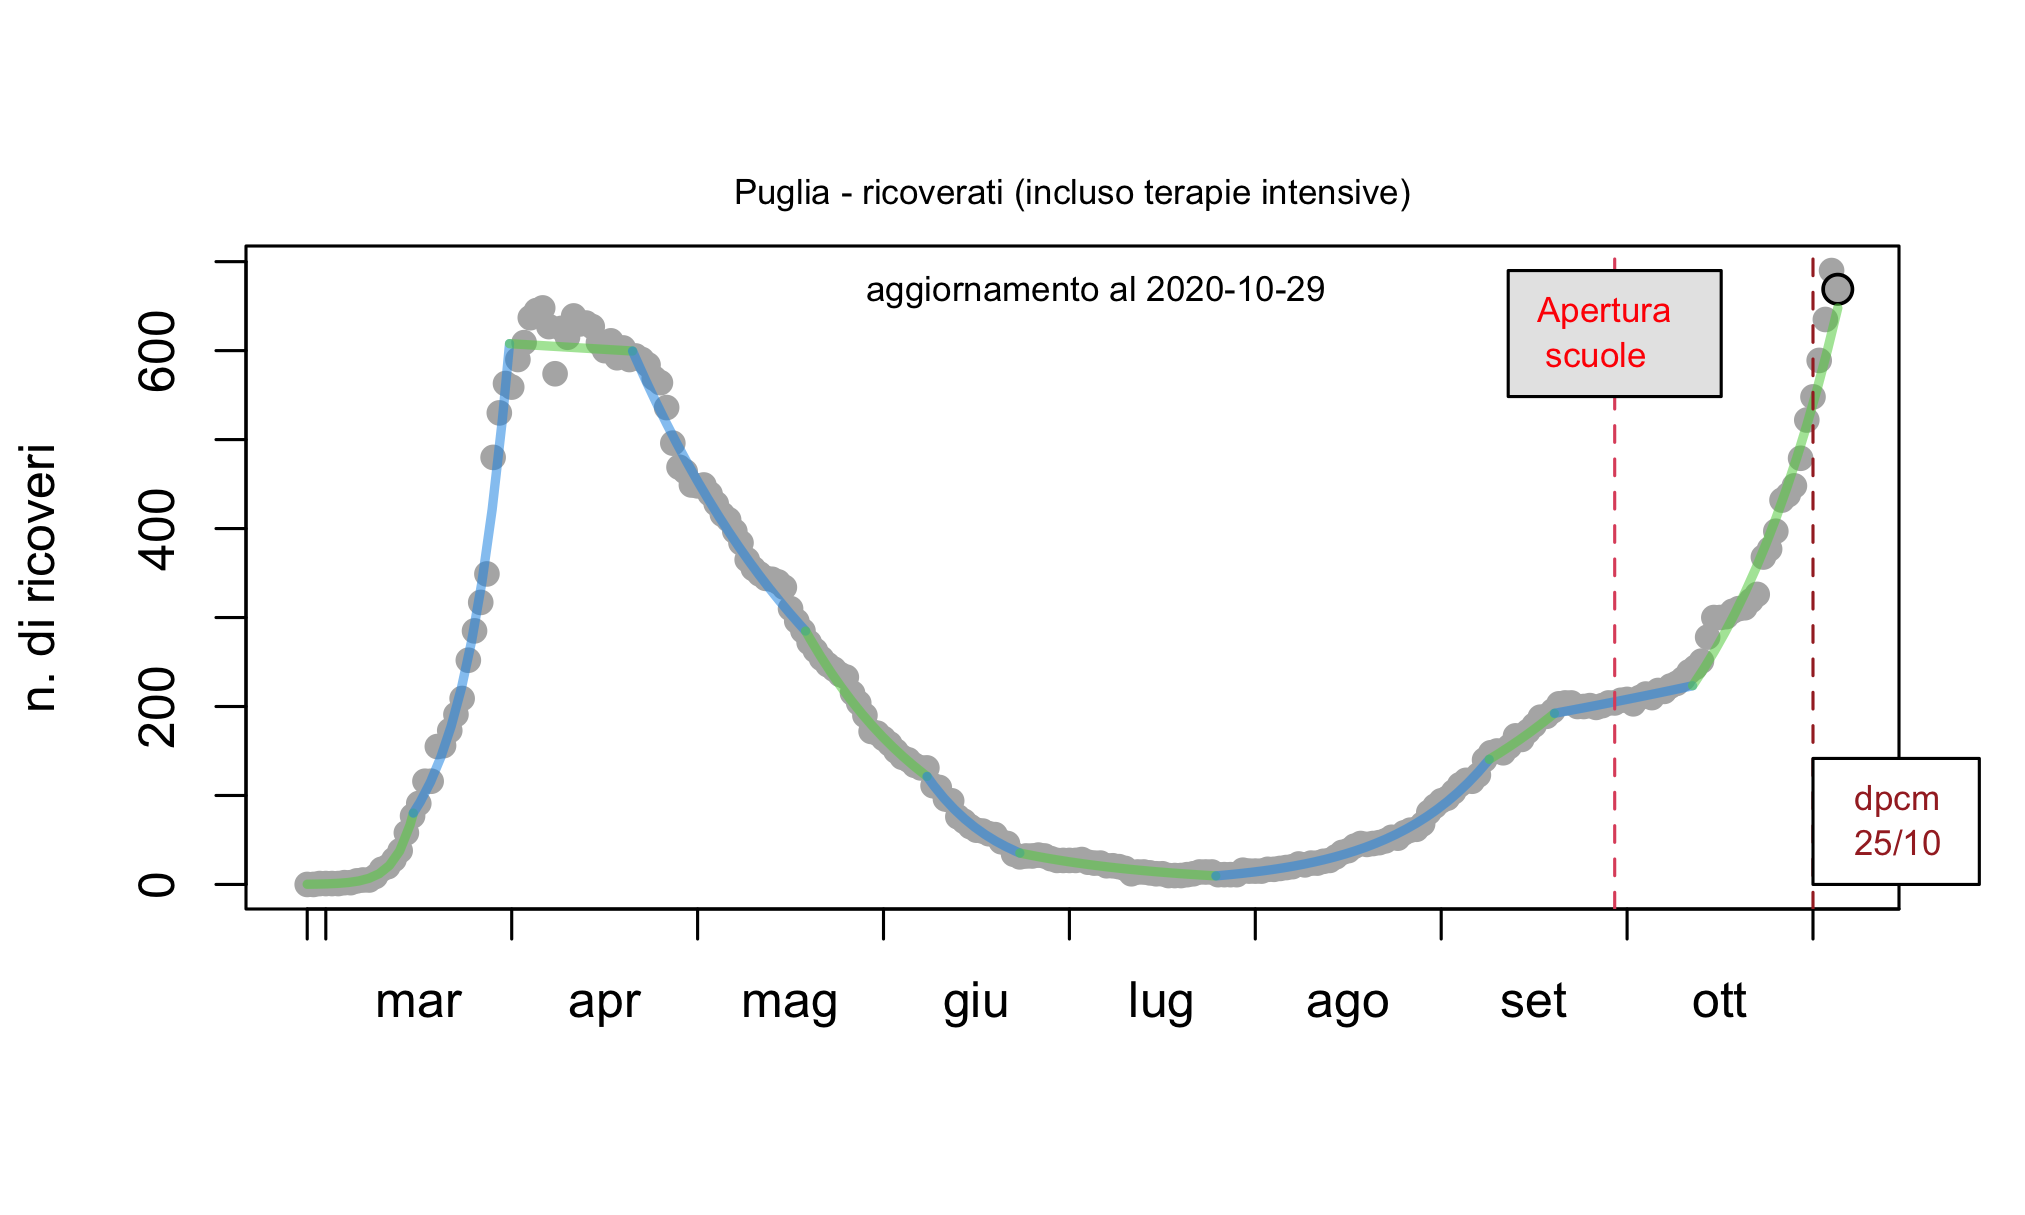 Puglia - ricoverati (incluso terapie intensive)
aggiornamento al 2020-10-29
Apertura
scuole
dpcm
25/10
n. di ricoveri
600
400
200
0
mar apr mag giu lug ago set ott